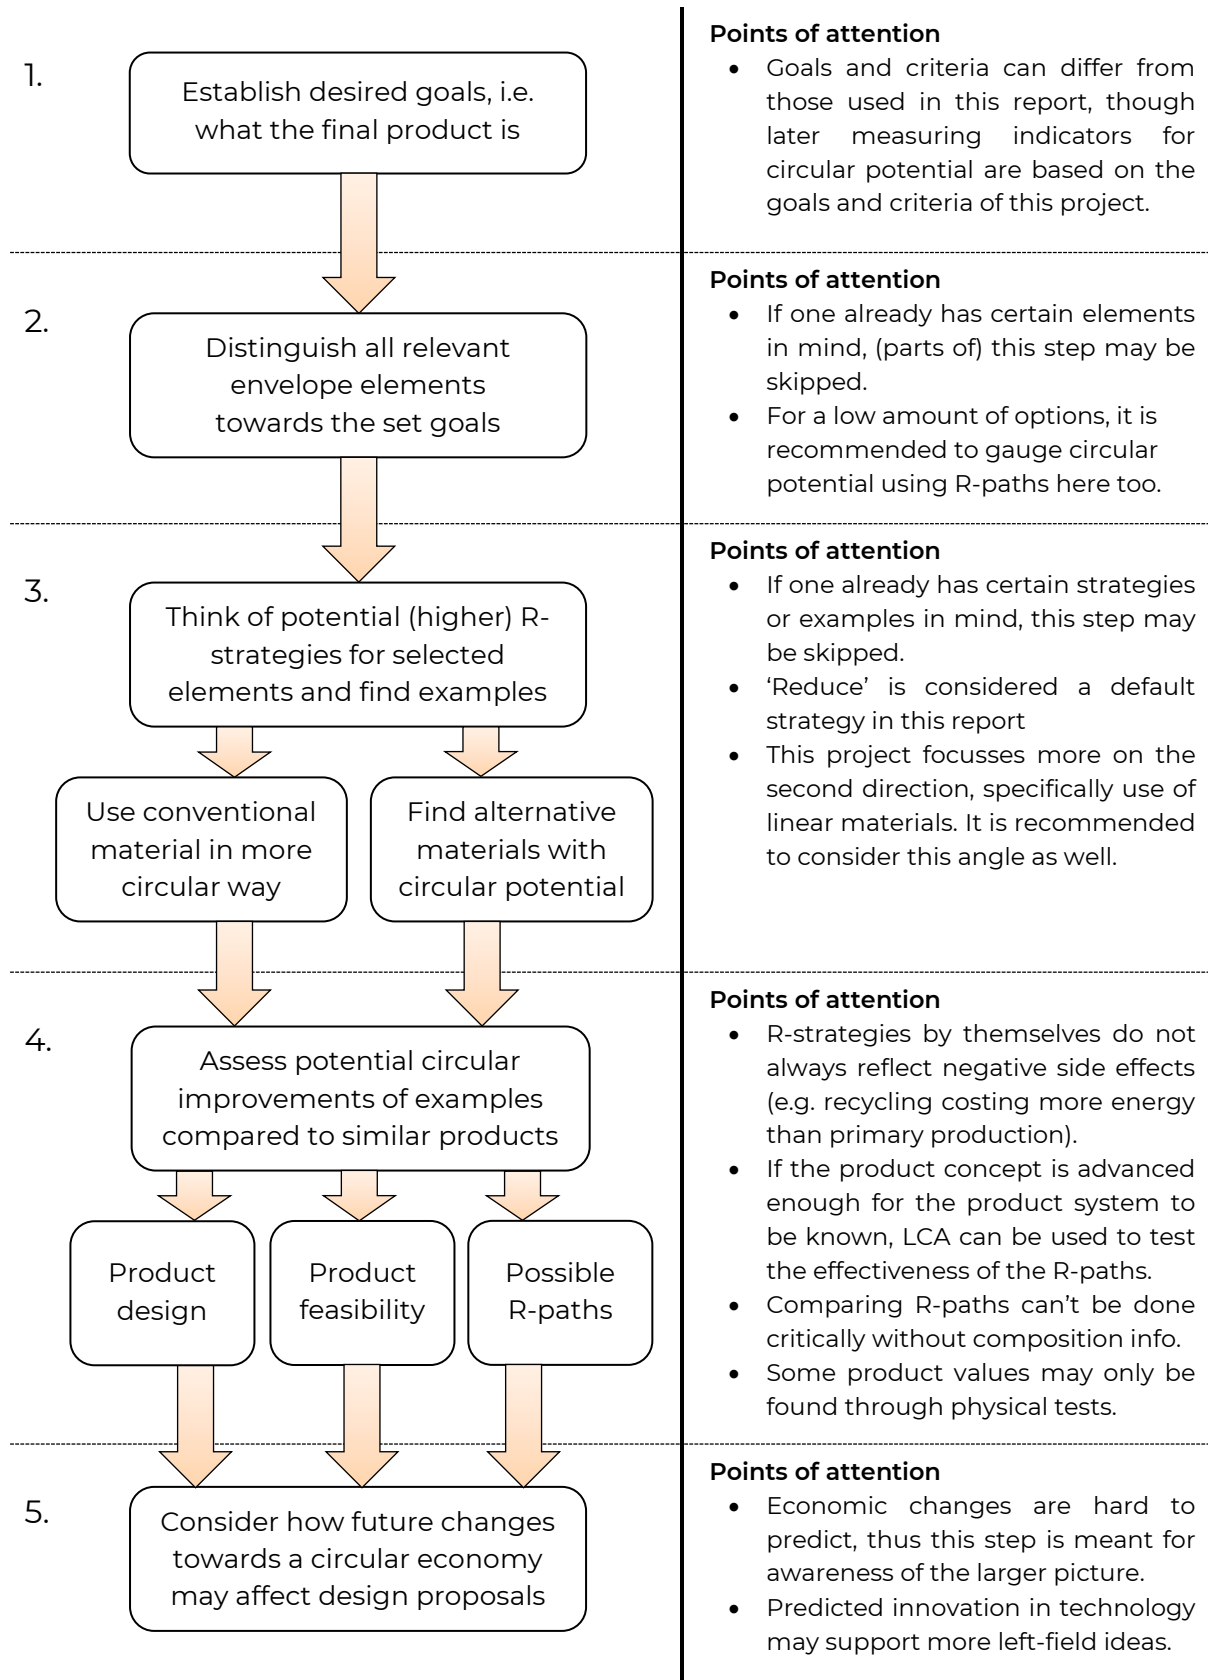 1.
Establish desired goals, i.e.
what the final product is
Points of attention
• Goals and criteria can differ from
those used in this report, though
later measuring indicators for
circular potential are based on the
goals and criteria of this project.
2.
Distinguish all relevant
envelope elements
towards the set goals
Points of attention
• If one already has certain elements
in mind, (parts of) this step may be
skipped.
• For a low amount of options, it is
recommended to gauge circular
potential using R-paths here too.
3.
Think of potential (higher) R-
strategies for selected
elements and find examples
Use conventional
material in more
circular way
Find alternative
materials with
circular potential
Points of attention
• If one already has certain strategies
or examples in mind, this step may
be skipped.
• ‘Reduce’ is considered a default
strategy in this report
• This project focusses more on the
second direction, specifically use of
linear materials. It is recommended
to consider this angle as well.
4.
Assess potential circular
improvements of examples
compared to similar products
Product
design
Product
feasibility
Possible
R-paths
Points of attention
• R-strategies by themselves do not
always reflect negative side effects
(e.g. recycling costing more energy
than primary production).
• If the product concept is advanced
enough for the product system to
be known, LCA can be used to test
the effectiveness of the R-paths.
• Comparing R-paths can’t be done
critically without composition info.
• Some product values may only be
found through physical tests.
5.
Consider how future changes
towards a circular economy
may affect design proposals
Points of attention
• Economic changes are hard to
predict, thus this step is meant for
awareness of the larger picture.
• Predicted innovation in technology
may support more left-field ideas.